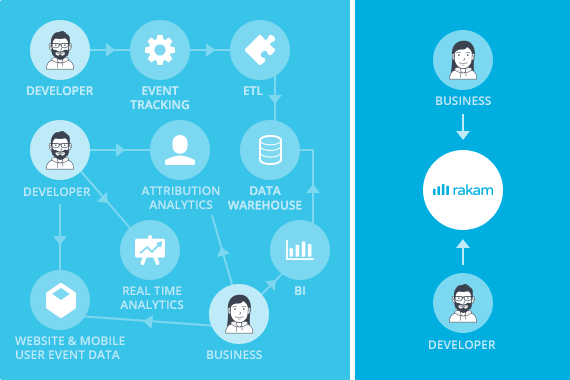 DEVELOPER
EVENT
TRACKING
ETL
DEVELOPER
ATTRIBUTION
ANALYTICS
DATA
WAREHOUSE
REAL TIME
ANALYTICS
BI
WEBSITE & MOBILE
USER EVENT DATA
BUSINESS
BUSINESS
rakam
DEVELOPER